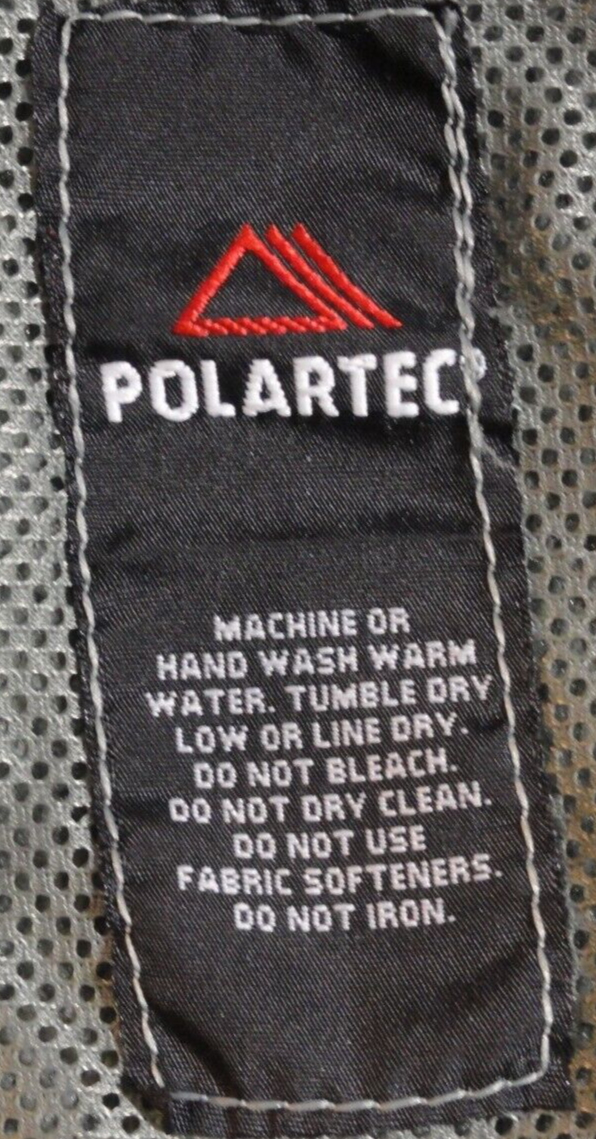 POLARTEC®
MACHINE OR
HAND WASH WARM
WATER. TUMBLE DRY
LOW OR LINE DRY.
DO NOT BLEACH.
DO NOT DRY CLEAN.
DO NOT USE
FABRIC SOFTENERS.
DO NOT IRON.